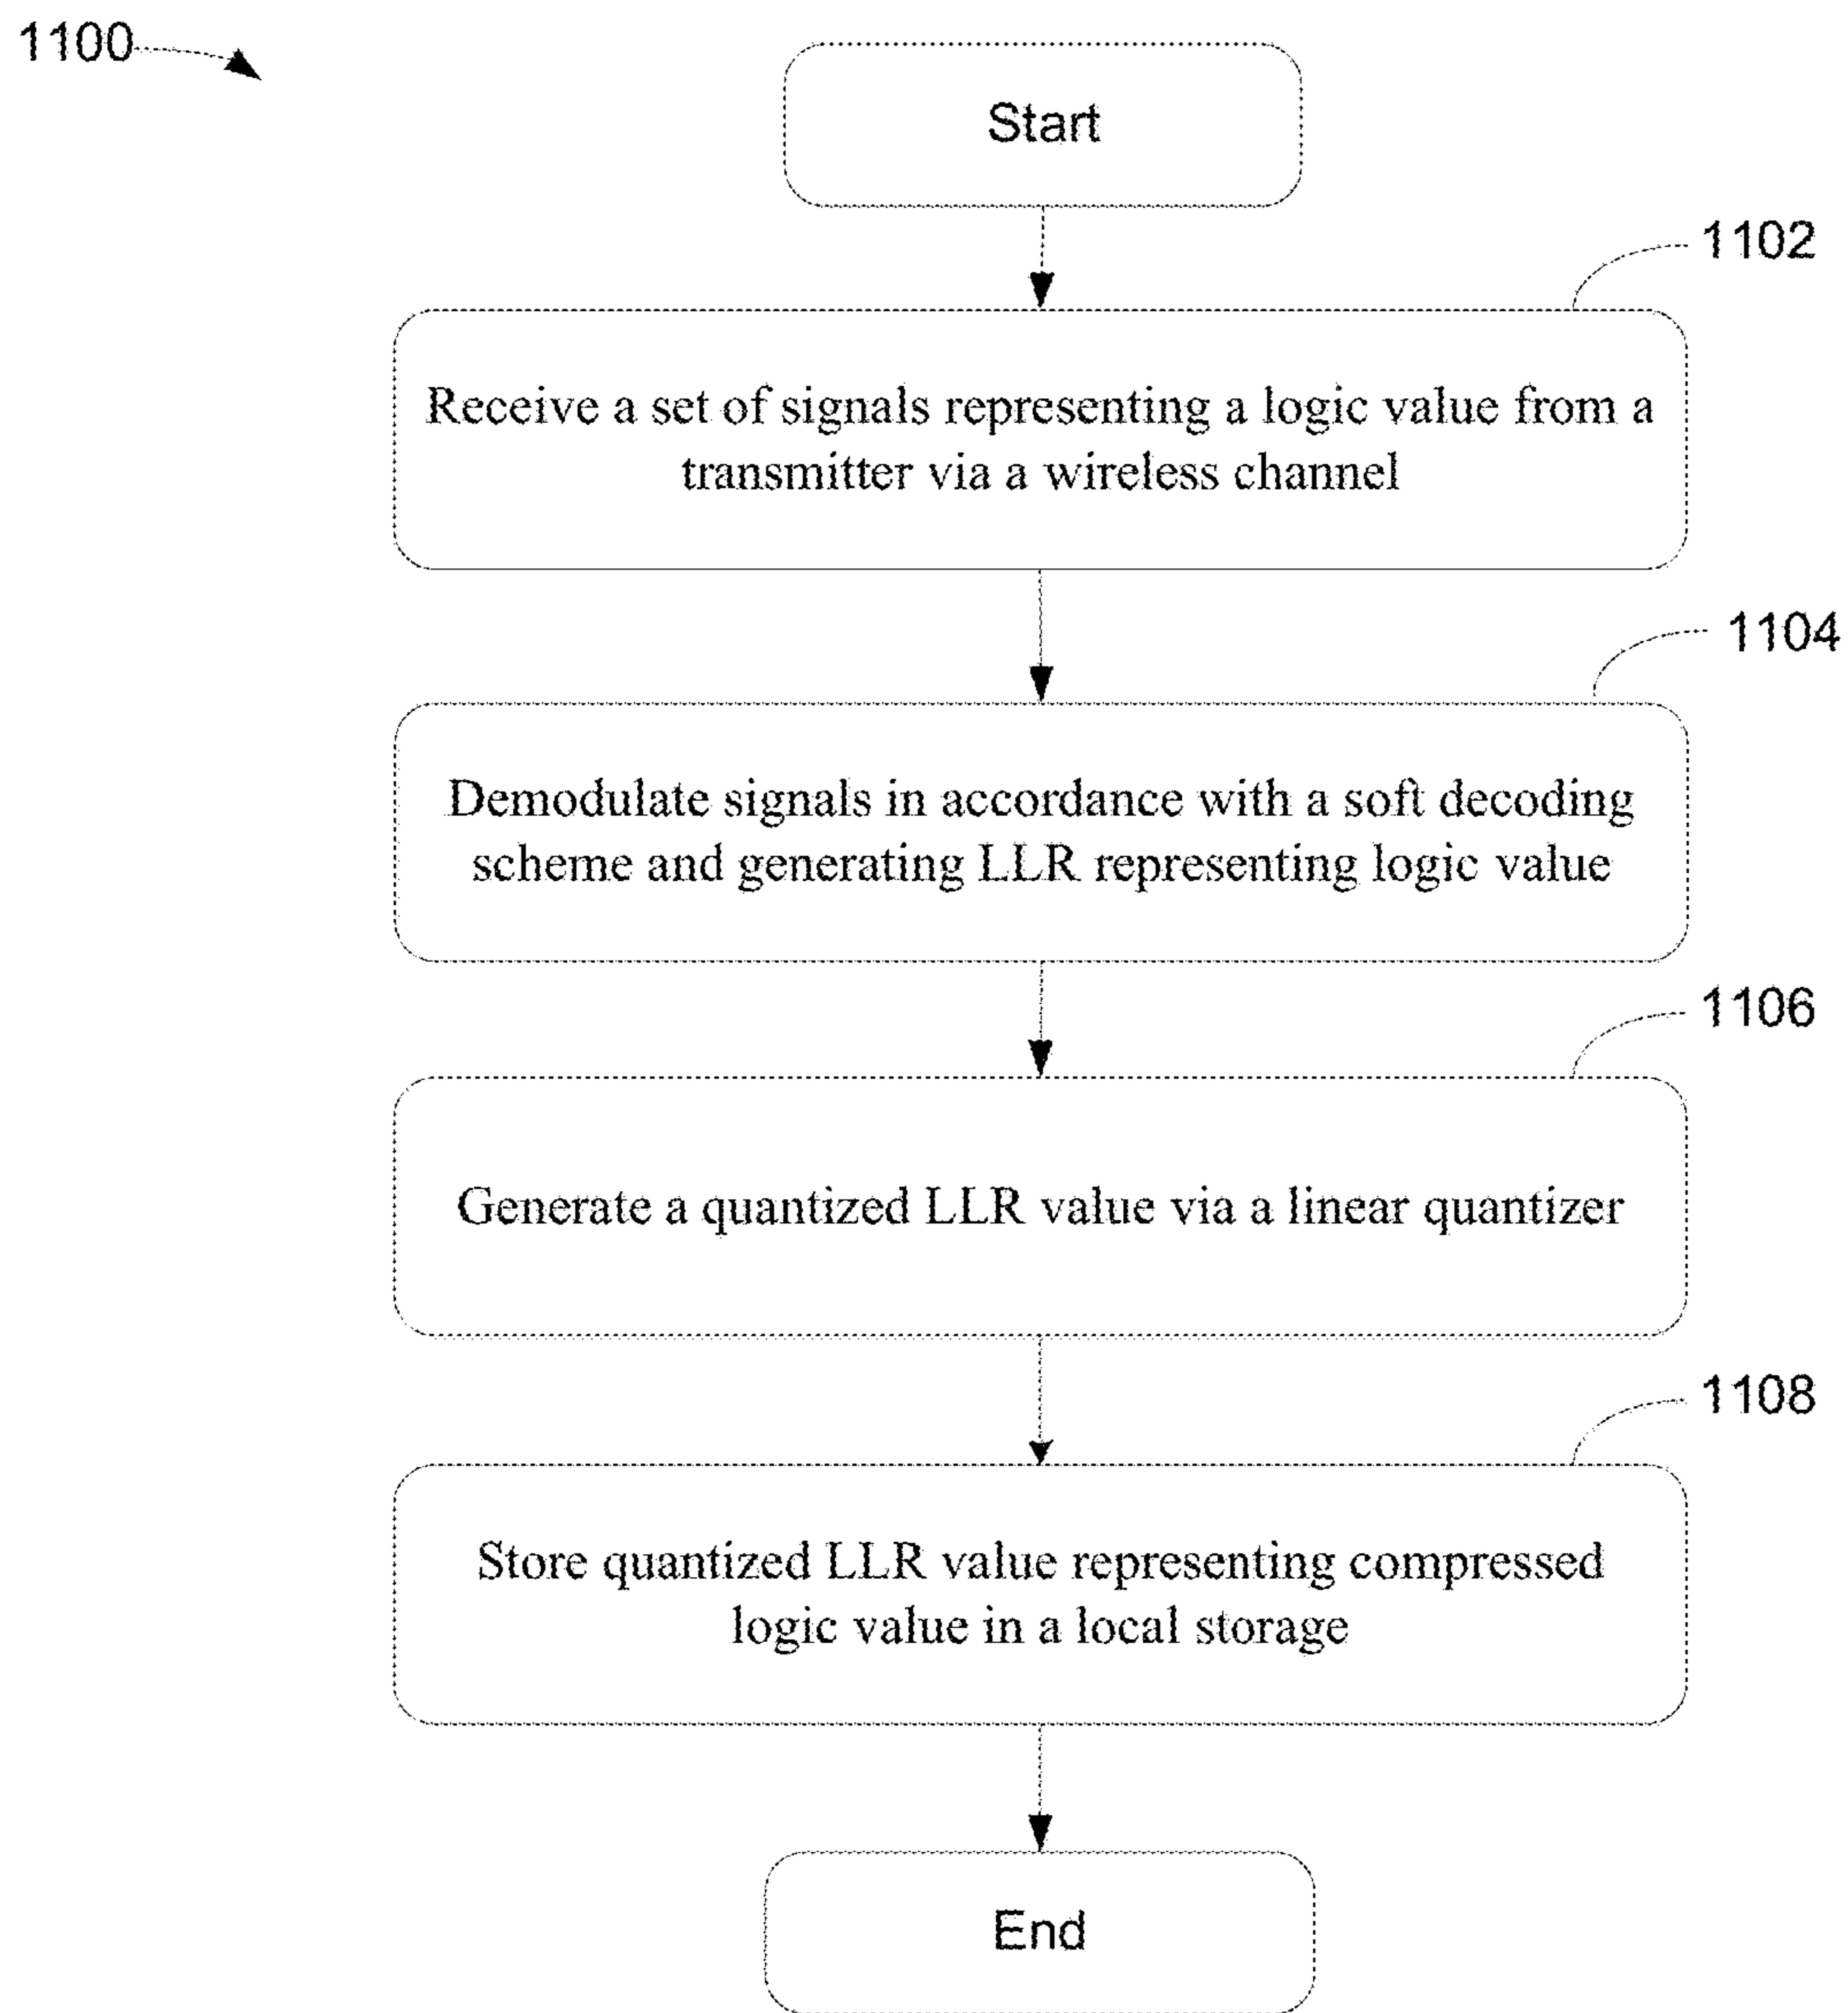 1100
Start
1102
Receive a set of signals representing a logic value from a
transmitter via a wireless channel
1104
Demodulate signals in accordance with a soft decoding
scheme and generating LLR representing logic value
1106
Generate a quantized LLR value via a linear quantizer
1108
Store quantized LLR value representing compressed
logic value in a local storage
End